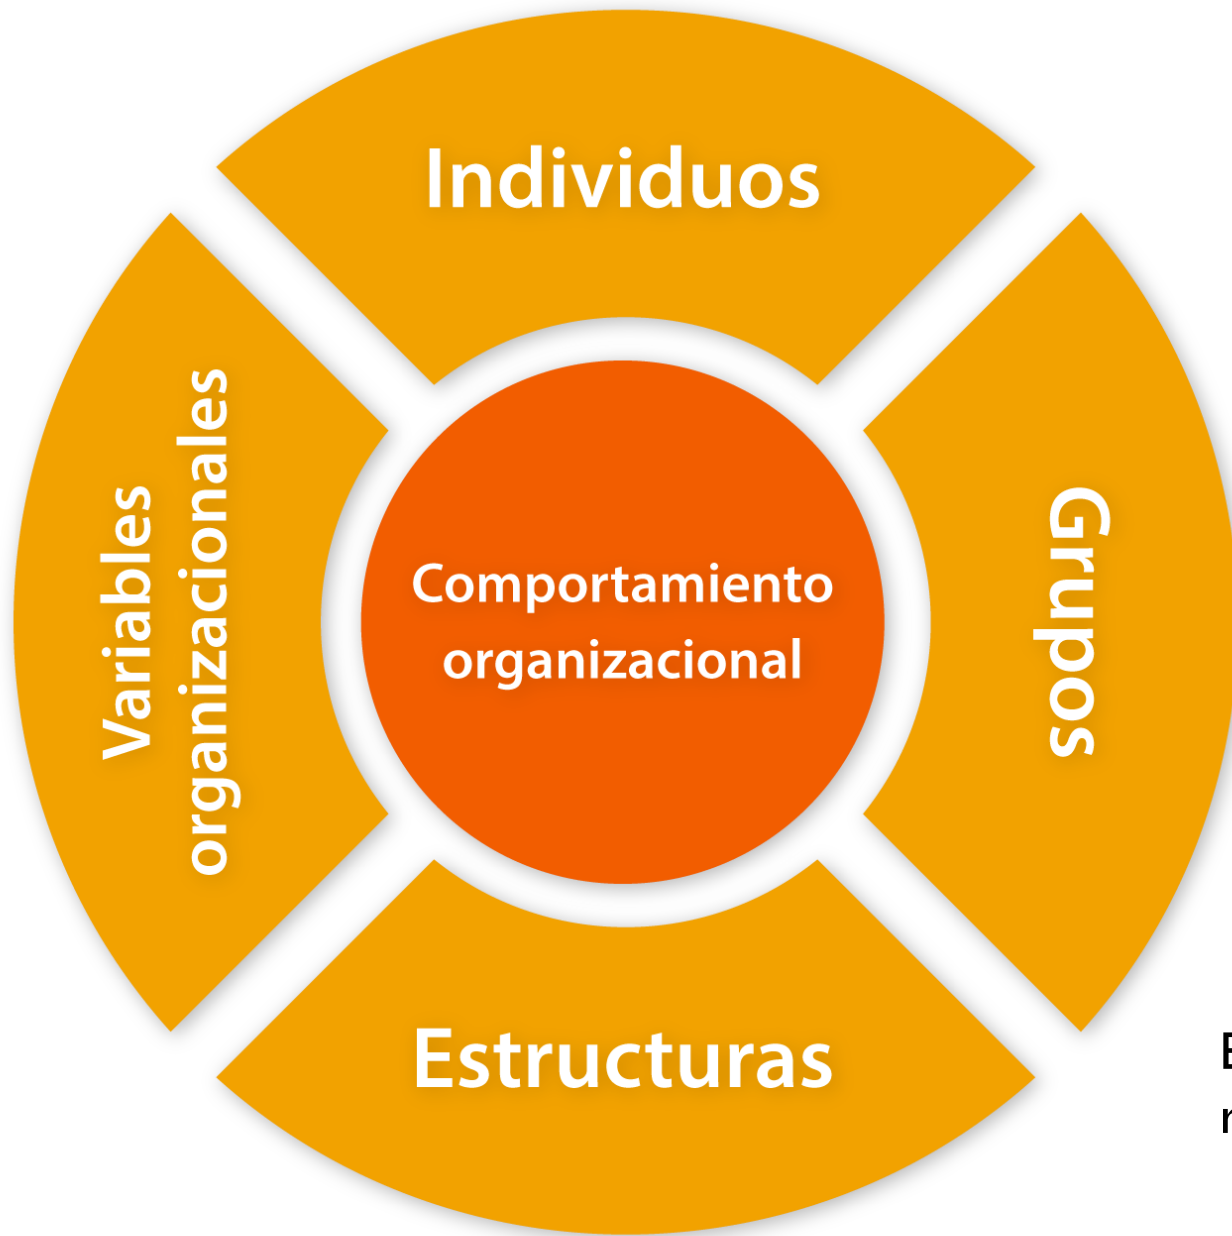 Individuos
Variables
organizacionales
Comportamiento
organizacional
Grupos
Estructuras